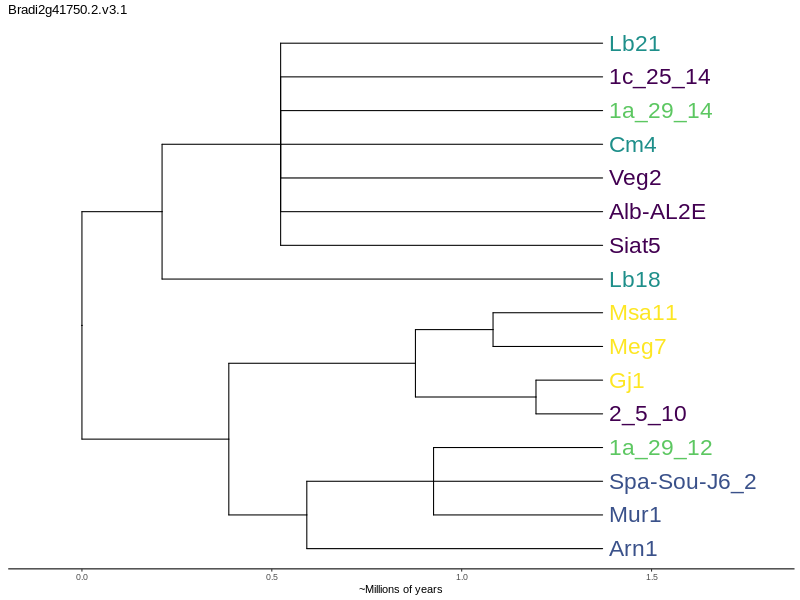 Bradi2g41750.2.v3.1
Lb21
1c_25_14
1a_29_14
Cm4
Veg2
Alb-AL2E
Siat5
Lb18
Msa11
Meg7
Gj1
2_5_10
1a_29_12
Spa-Sou-J6_2
Mur1
Arn1
0.0 0.5 1.0 1.5
~Millions of years